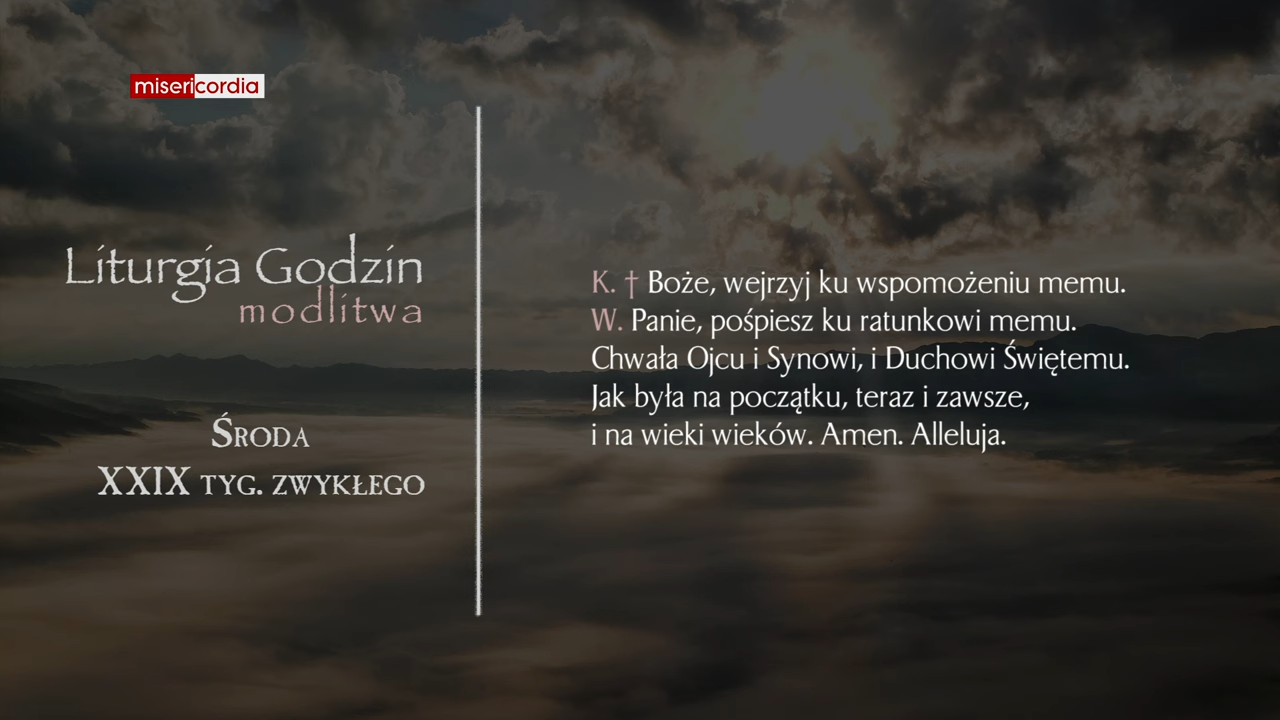 misericordia
Liturgia Godzin
modlitwa
Środa
XXIX tyg. zwykłego
K. † Boże, wejrzyj ku wspomożeniu memu.
W. Panie, pośpiesz ku ratunkowi memu.
Chwała Ojcu i Synowi, i Duchowi Świętemu.
Jak była na początku, teraz i zawsze,
i na wieki wieków. Amen. Alleluja.